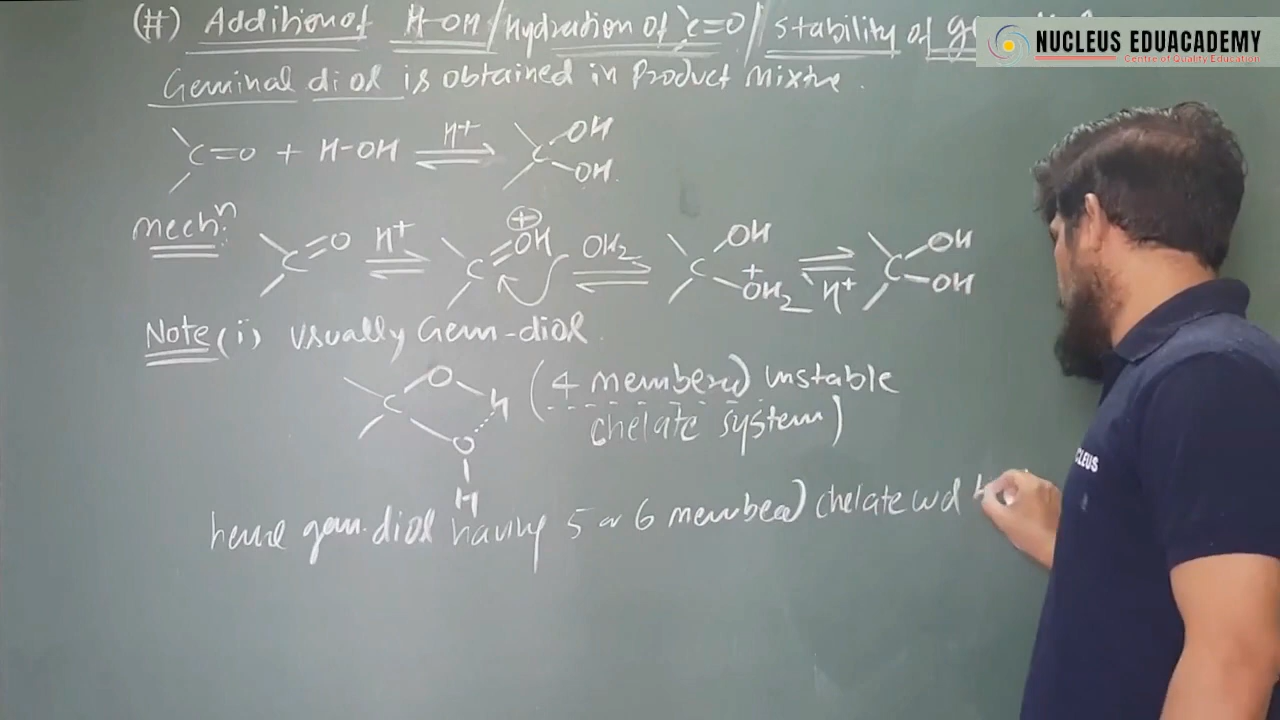 (#) Addition of H-OH / Hydration of >C=O / stability of
NUCLEUS EDUACADEMY
Centre of Quality Education
Geminal diol is obtained in Product Mixture.
C=O + H-OH ⇌ H+ C OH OH
mechn:
C=O H+ ⇌ C=OH ⊕ OH2 ⇌ C OH +OH2 ⇌ H+ C OH OH
Note (i) usually Gem-diol.
C O H O H (4 membered unstable
chelate system)
hence gem-diol having 5 or 6 membered chelate wd
CLEUS